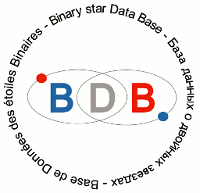 Base de Données des étoiles Binaires - Binary star Data Base - База данных о двойных звездах -
BDB